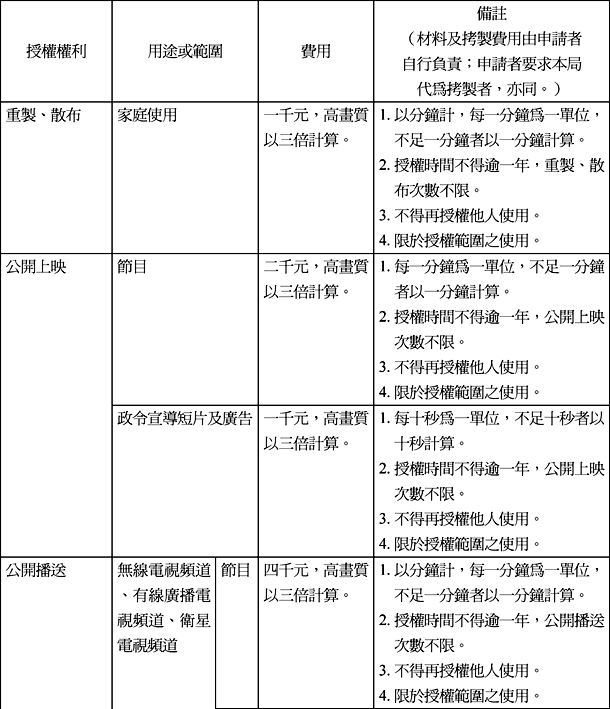 授權權利
用途或範圍
費用
備註
（材料及拷製費用由申請者
自行負責；申請者要求本局
代為拷製者，亦同。）
重製、散布
家庭使用
一千元，高畫質
以三倍計算。
1. 以分鐘計，每一分鐘為一單位，
不足一分鐘者以一分鐘計算。
2. 授權時間不得逾一年，重製、散
布次數不限。
3. 不得再授權他人使用。
4. 限於授權範圍之使用。
公開上映
節目
二千元，高畫質
以三倍計算。
1. 每一分鐘為一單位，不足一分鐘
者以一分鐘計算。
2. 授權時間不得逾一年，公開上映
次數不限。
3. 不得再授權他人使用。
4. 限於授權範圍之使用。
政令宣導短片及廣告
一千元，高畫質
以三倍計算。
1. 每十秒為一單位，不足十秒者以
十秒計算。
2. 授權時間不得逾一年，公開上映
次數不限。
3. 不得再授權他人使用。
4. 限於授權範圍之使用。
公開播送
無線電視頻道
、有線廣播電
視頻道、衛星
電視頻道
節目
四千元，高畫質
以三倍計算。
1. 以分鐘計，每一分鐘為一單位，
不足一分鐘者以一分鐘計算。
2. 授權時間不得逾一年，公開播送
次數不限。
3. 不得再授權他人使用。
4. 限於授權範圍之使用。